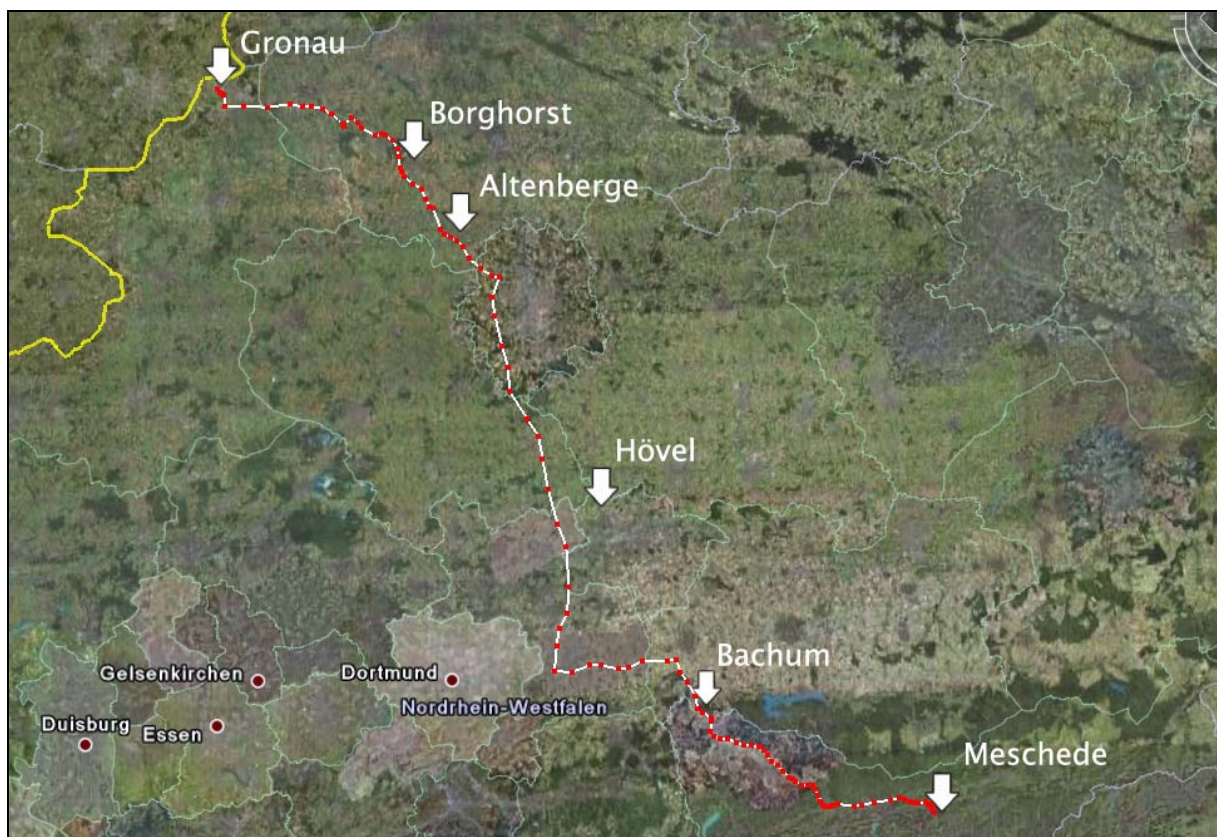 Gronau
Borghorst
Altenberge
Hövel
Bachum
Gelsenkirchen
Dortmund
Nordrhein-Westfalen
Duisburg
Essen
Meschede